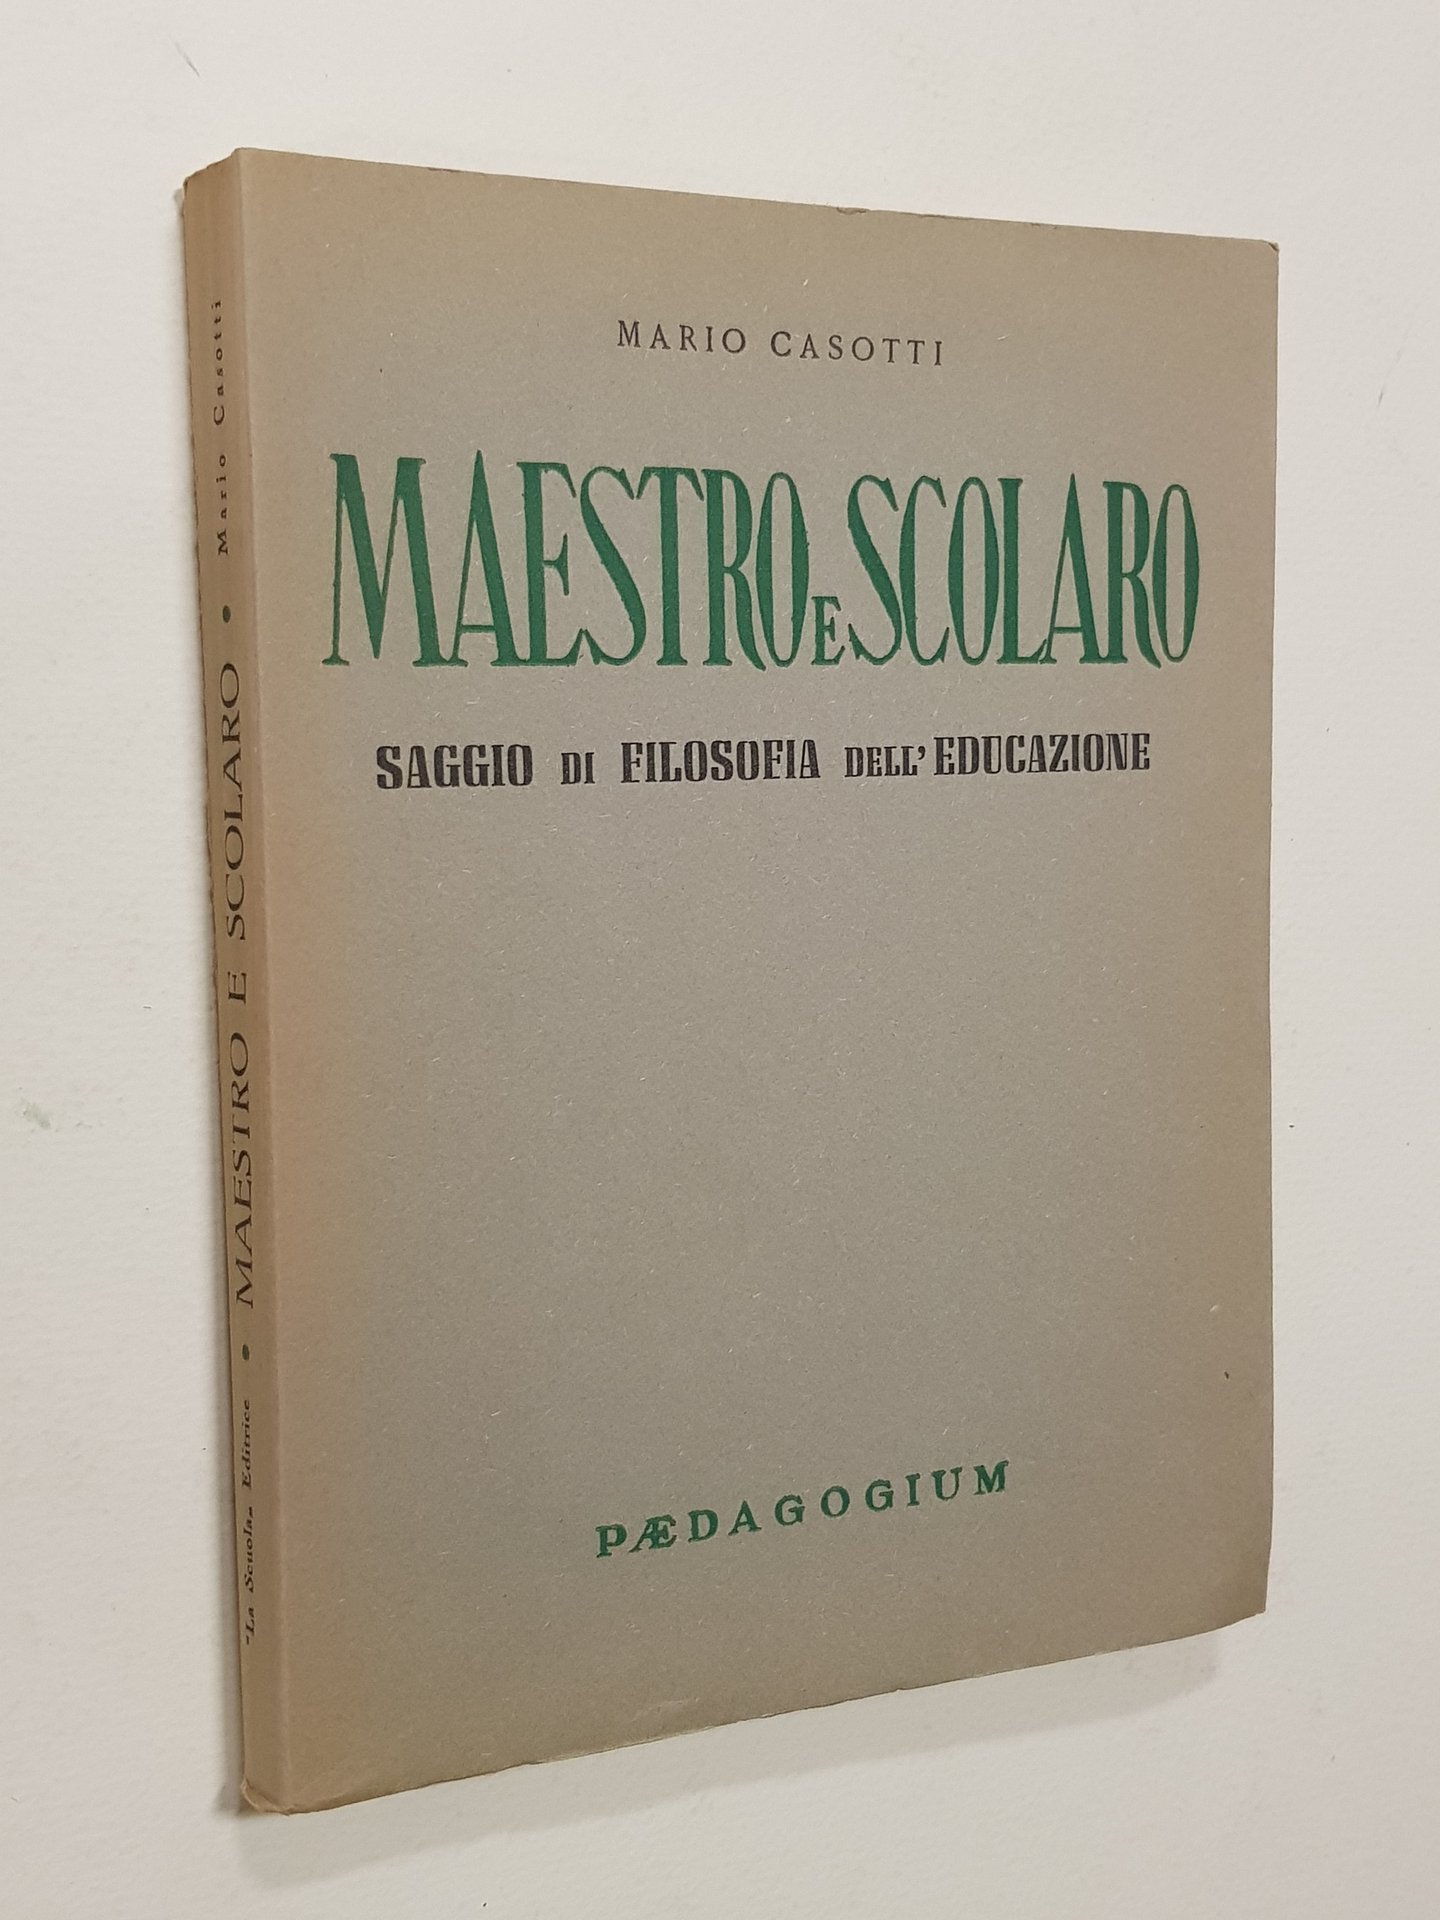 MARIO CASOTTI
MAESTRO E SCOLARO
SAGGIO DI FILOSOFIA DELL'EDUCAZIONE
PÆDAGOGIUM
"La Scuola„ Editrice • MAESTRO E SCOLARO • Mario Casotti